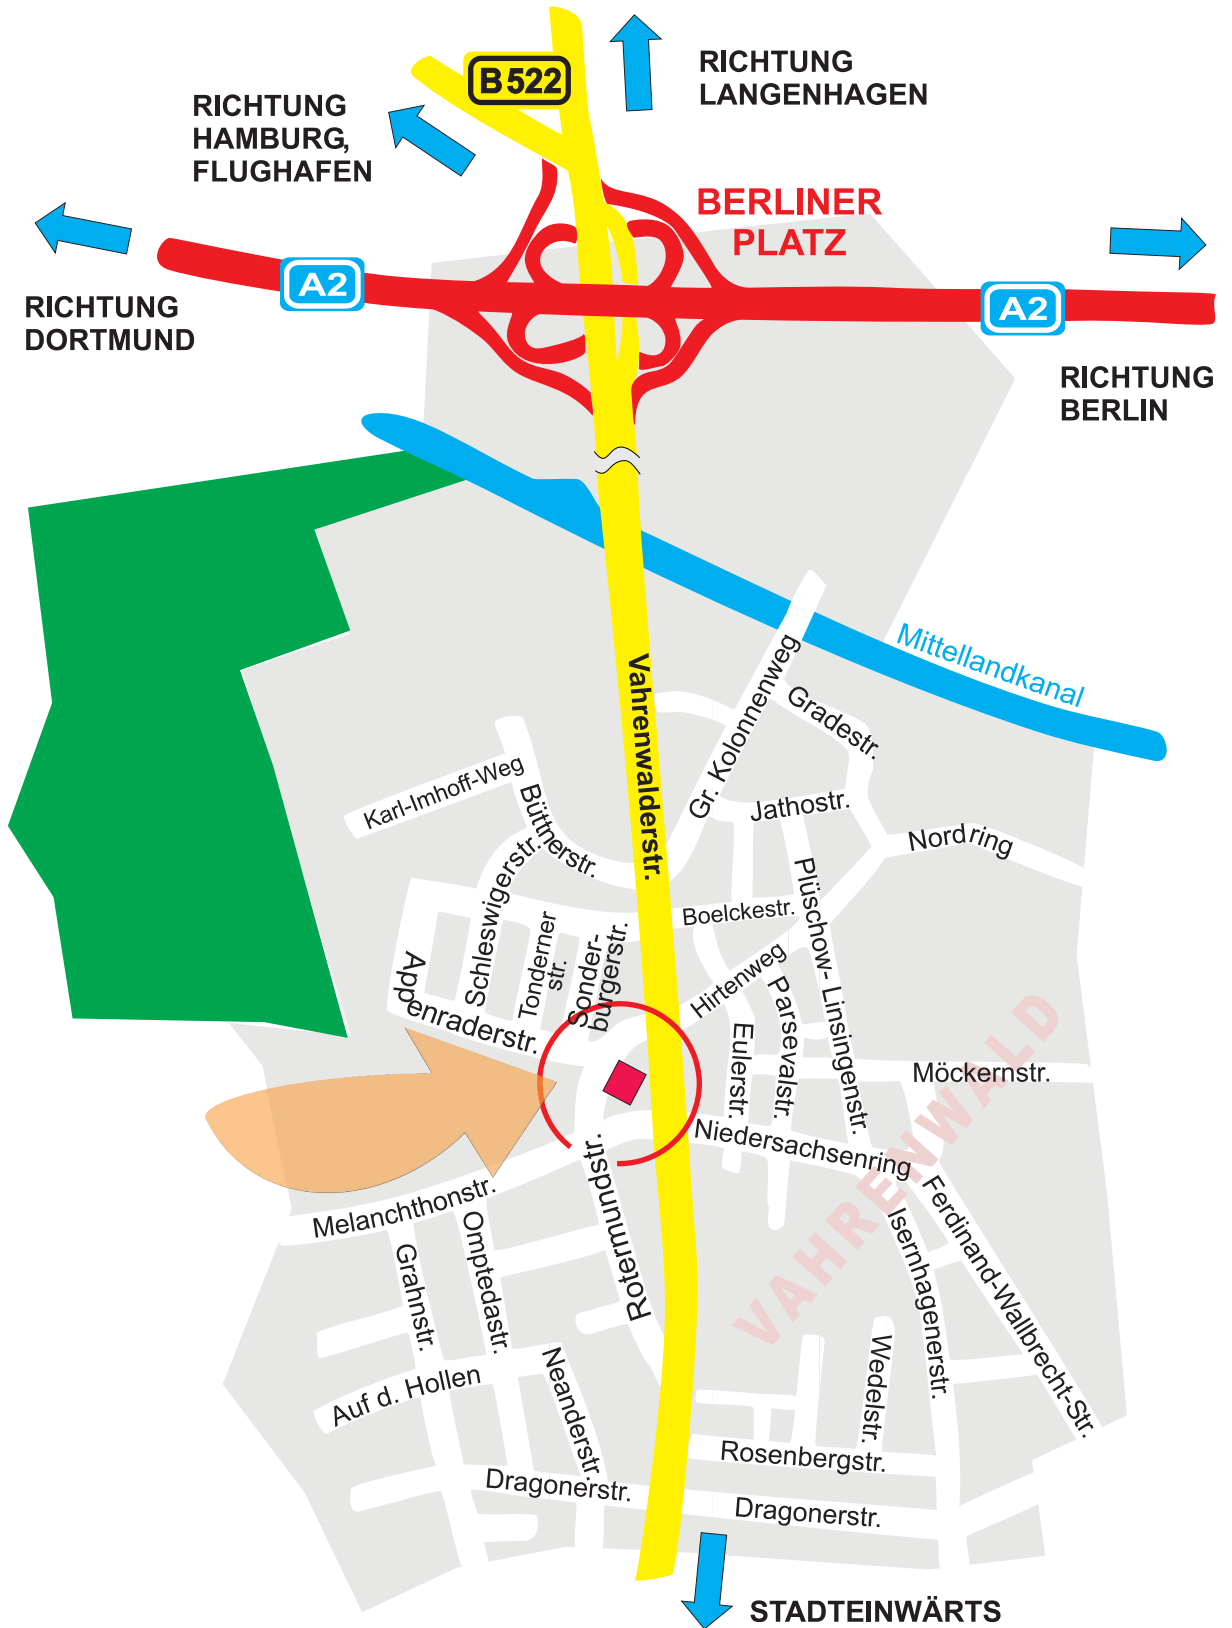 B 522
RICHTUNG
LANGENHAGEN
RICHTUNG
HAMBURG,
FLUGHAFEN
BERLINER
PLATZ
A2
A2
RICHTUNG
DORTMUND
RICHTUNG
BERLIN
Mittellandkanal
Vahrenwalderstr.
Gr. Kolonnenweg
Gradestr.
Karl-Imhoff-Weg
Büttnerstr.
Jathostr.
Nordring
Schleswigerstr.
Plüschow- Linsingenstr.
Boelckestr.
Tonderner
str.
Sonder-
burgerstr.
Appenraderstr.
Hirtenweg
Parsevalstr.
Eulerstr.
Möckernstr.
VAHRENWALD
Niedersachsenring
Rotermundstr.
Melanchthonstr.
Omptedastr.
Grahnstr.
Isernhagenerstr.
Ferdinand-Wallbrecht-Str.
Auf d. Hollen
Neanderstr.
Wedelstr.
Rosenbergstr.
Dragonerstr.
Dragonerstr.
STADTEINWÄRTS